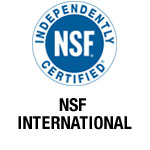 INDEPENDENTLY
NSF®
CERTIFIED
NSF
INTERNATIONAL